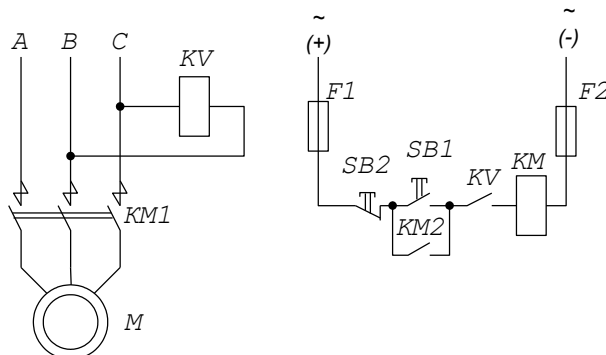 A B C
KV
KM1
M
~ ~
(+) (-)
F1 F2
SB2 SB1 KV KM
KM2